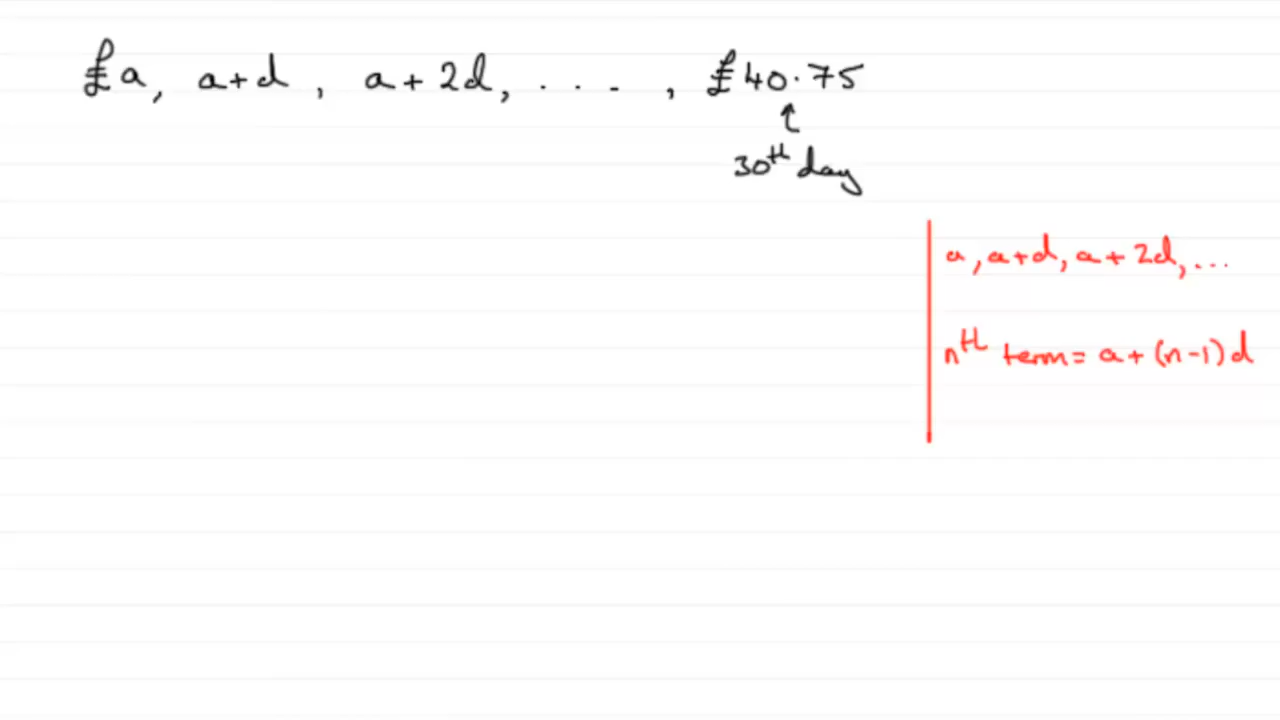 £a, a+d, a+2d, ...., £40.75
↑
30th day
a, a+d, a+2d, ...
nth term = a+(n-1)d